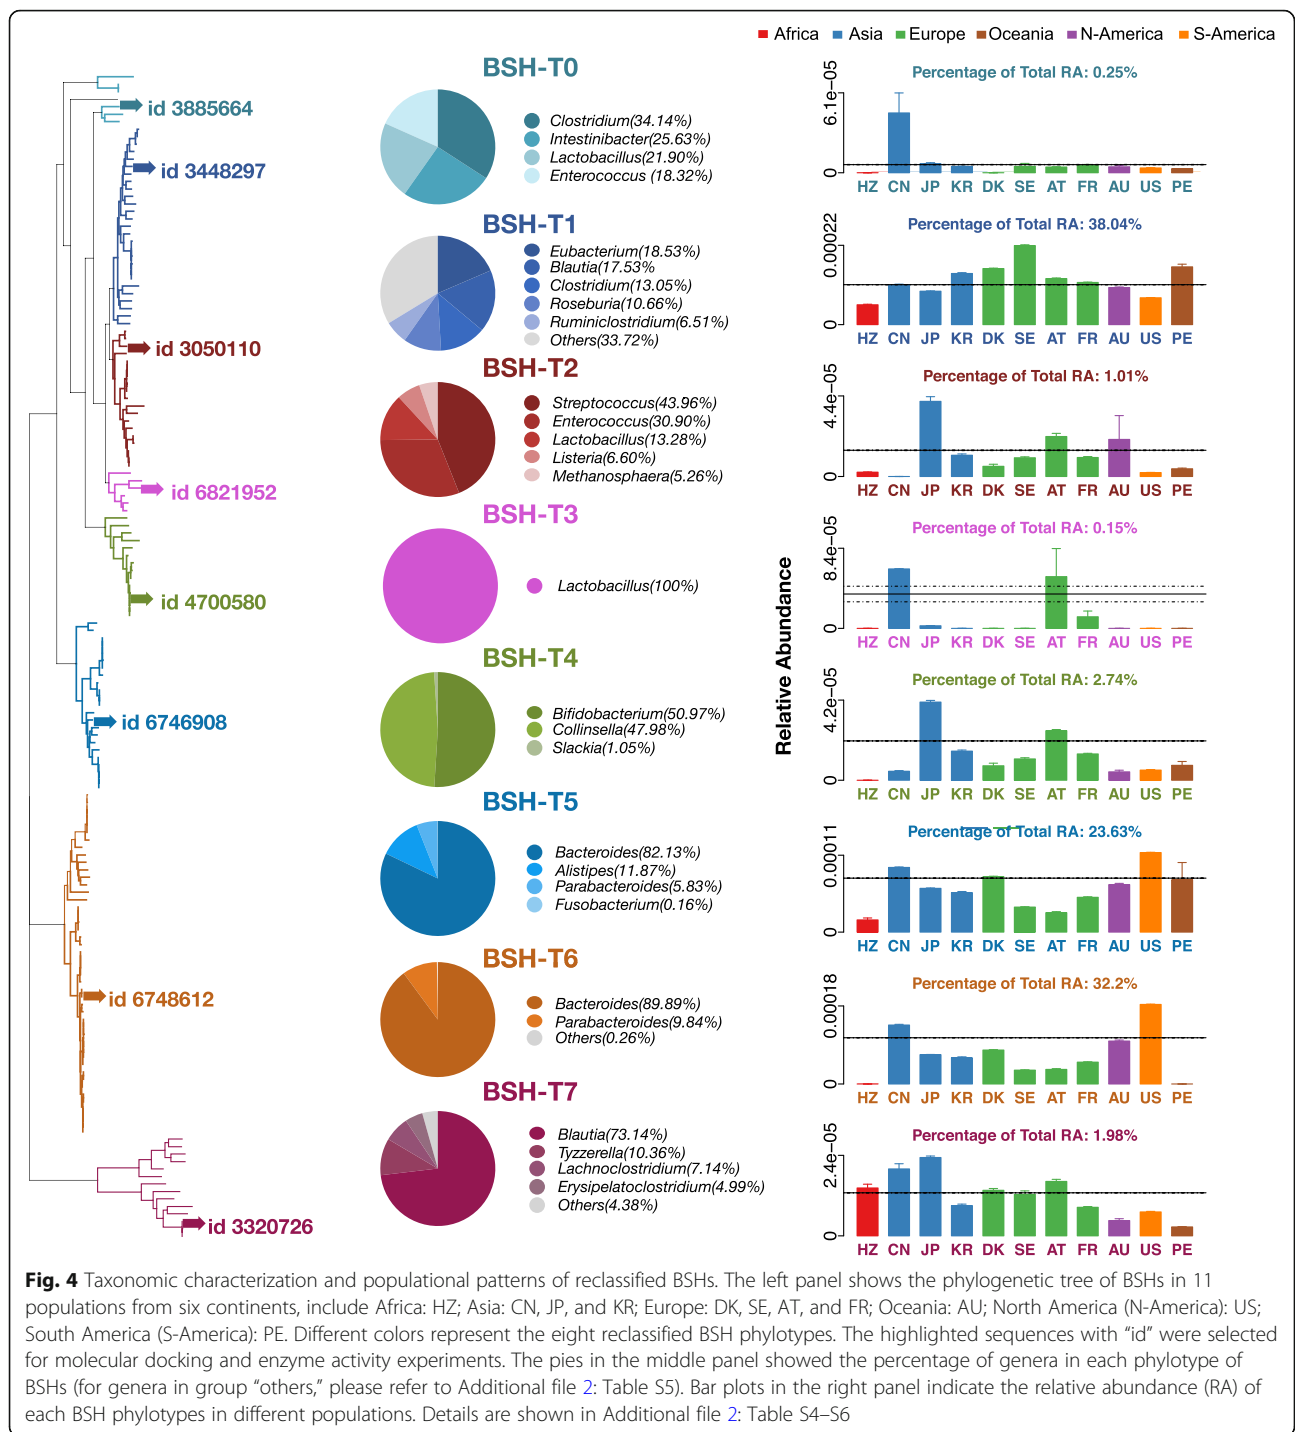 Africa Asia Europe Oceania N-America S-America
BSH-T0
Percentage of Total RA: 0.25%
id 3885664
Clostridium(34.14%)
Intestinibacter(25.63%)
Lactobacillus(21.90%)
Enterococcus (18.32%)
6.1e−05
0
HZ CN JP KR DK SE AT FR AU US PE
id 3448297
BSH-T1
Percentage of Total RA: 38.04%
Eubacterium(18.53%)
Blautia(17.53%
Clostridium(13.05%)
Roseburia(10.66%)
Ruminiclostridium(6.51%)
Others(33.72%)
0.00022
0
HZ CN JP KR DK SE AT FR AU US PE
id 3050110
BSH-T2
Percentage of Total RA: 1.01%
Streptococcus(43.96%)
Enterococcus(30.90%)
Lactobacillus(13.28%)
Listeria(6.60%)
Methanosphaera(5.26%)
4.4e−05
0
HZ CN JP KR DK SE AT FR AU US PE
id 6821952
BSH-T3
Percentage of Total RA: 0.15%
Lactobacillus(100%)
8.4e−05
0
HZ CN JP KR DK SE AT FR AU US PE
Relative Abundance
id 4700580
BSH-T4
Percentage of Total RA: 2.74%
Bifidobacterium(50.97%)
Collinsella(47.98%)
Slackia(1.05%)
4.2e−05
0
HZ CN JP KR DK SE AT FR AU US PE
id 6746908
BSH-T5
Percentage of Total RA: 23.63%
Bacteroides(82.13%)
Alistipes(11.87%)
Parabacteroides(5.83%)
Fusobacterium(0.16%)
0.00011
0
HZ CN JP KR DK SE AT FR AU US PE
id 6748612
BSH-T6
Percentage of Total RA: 32.2%
Bacteroides(89.89%)
Parabacteroides(9.84%)
Others(0.26%)
0.00018
0
HZ CN JP KR DK SE AT FR AU US PE
BSH-T7
Percentage of Total RA: 1.98%
Blautia(73.14%)
Tyzzerella(10.36%)
Lachnoclostridium(7.14%)
Erysipelatoclostridium(4.99%)
Others(4.38%)
id 3320726
2.4e−05
0
HZ CN JP KR DK SE AT FR AU US PE
Fig. 4 Taxonomic characterization and populational patterns of reclassified BSHs. The left panel shows the phylogenetic tree of BSHs in 11
populations from six continents, include Africa: HZ; Asia: CN, JP, and KR; Europe: DK, SE, AT, and FR; Oceania: AU; North America (N-America): US;
South America (S-America): PE. Different colors represent the eight reclassified BSH phylotypes. The highlighted sequences with “id” were selected
for molecular docking and enzyme activity experiments. The pies in the middle panel showed the percentage of genera in each phylotype of
BSHs (for genera in group “others,” please refer to Additional file 2: Table S5). Bar plots in the right panel indicate the relative abundance (RA) of
each BSH phylotypes in different populations. Details are shown in Additional file 2: Table S4–S6